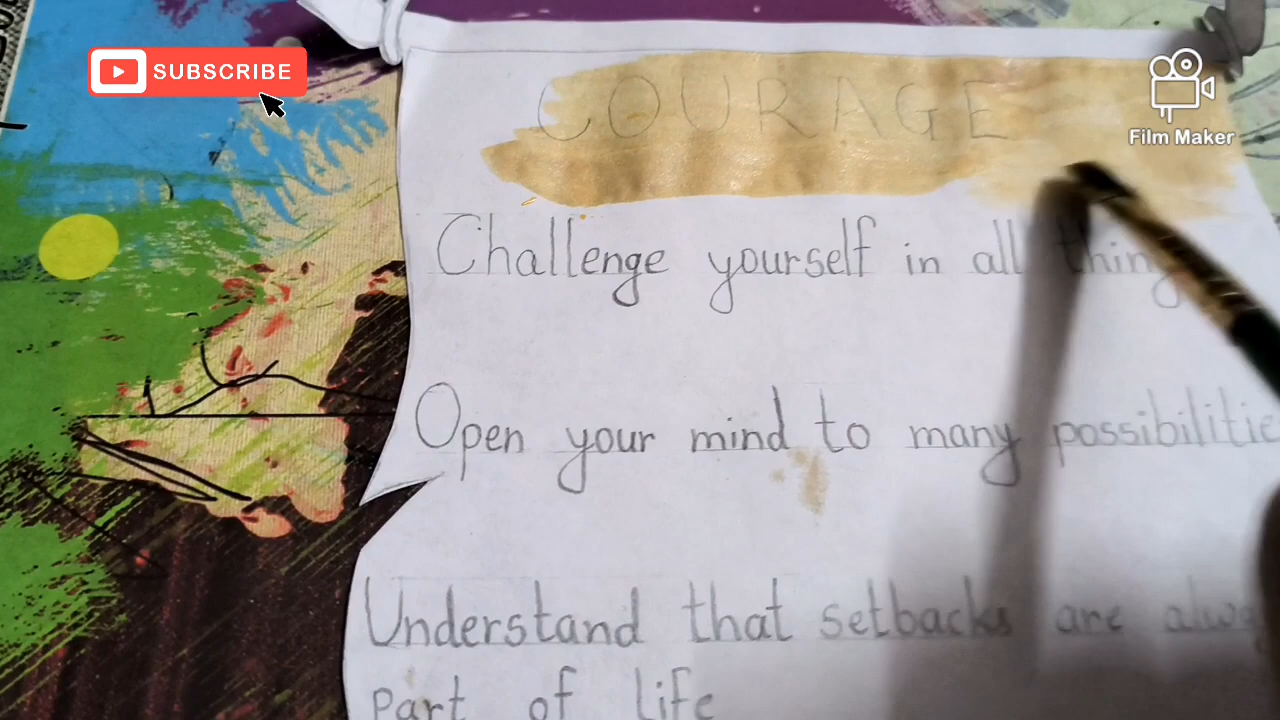 SUBSCRIBE
Film Maker
COURAGE
Challenge yourself in all
Open your mind to many
Understand that setbacks are
part of life